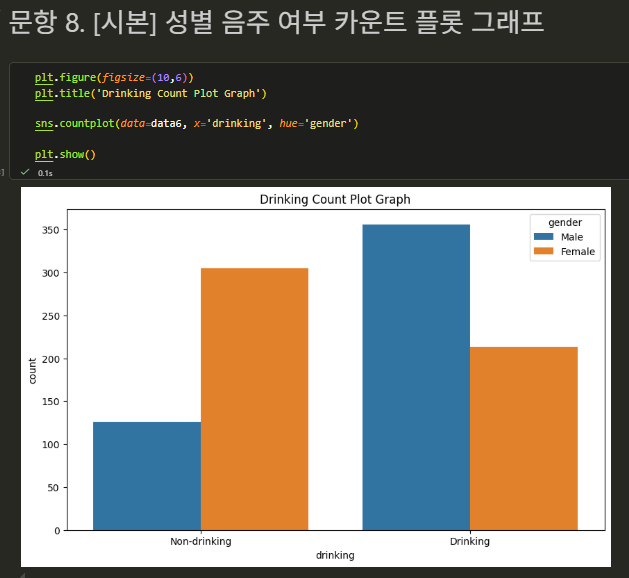 문항 8. [시본] 성별 음주 여부 카운트 플롯 그래프
plt.figure(figsize=(10,6))
plt.title('Drinking Count Plot Graph')
sns.countplot(data=data6, x='drinking', hue='gender')
plt.show()
0.1s
Drinking Count Plot Graph
gender
Male
Female
350
300
250
200
150
100
50
0
count
Non-drinking
Drinking
drinking